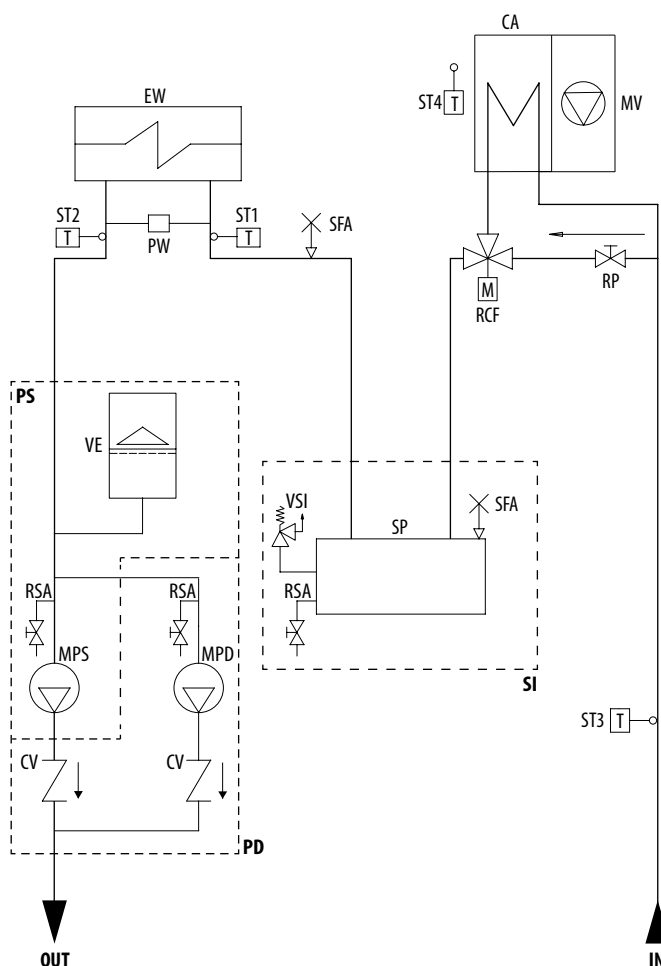 CA
EW
ST4 T
MV
ST2 T
PW
ST1 T
SFA
M
RCF
RP
PS
VE
VSI
SP
SFA
RSA
RSA
RSA
MPS
MPD
SI
ST3 T
CV
CV
PD
OUT
IN